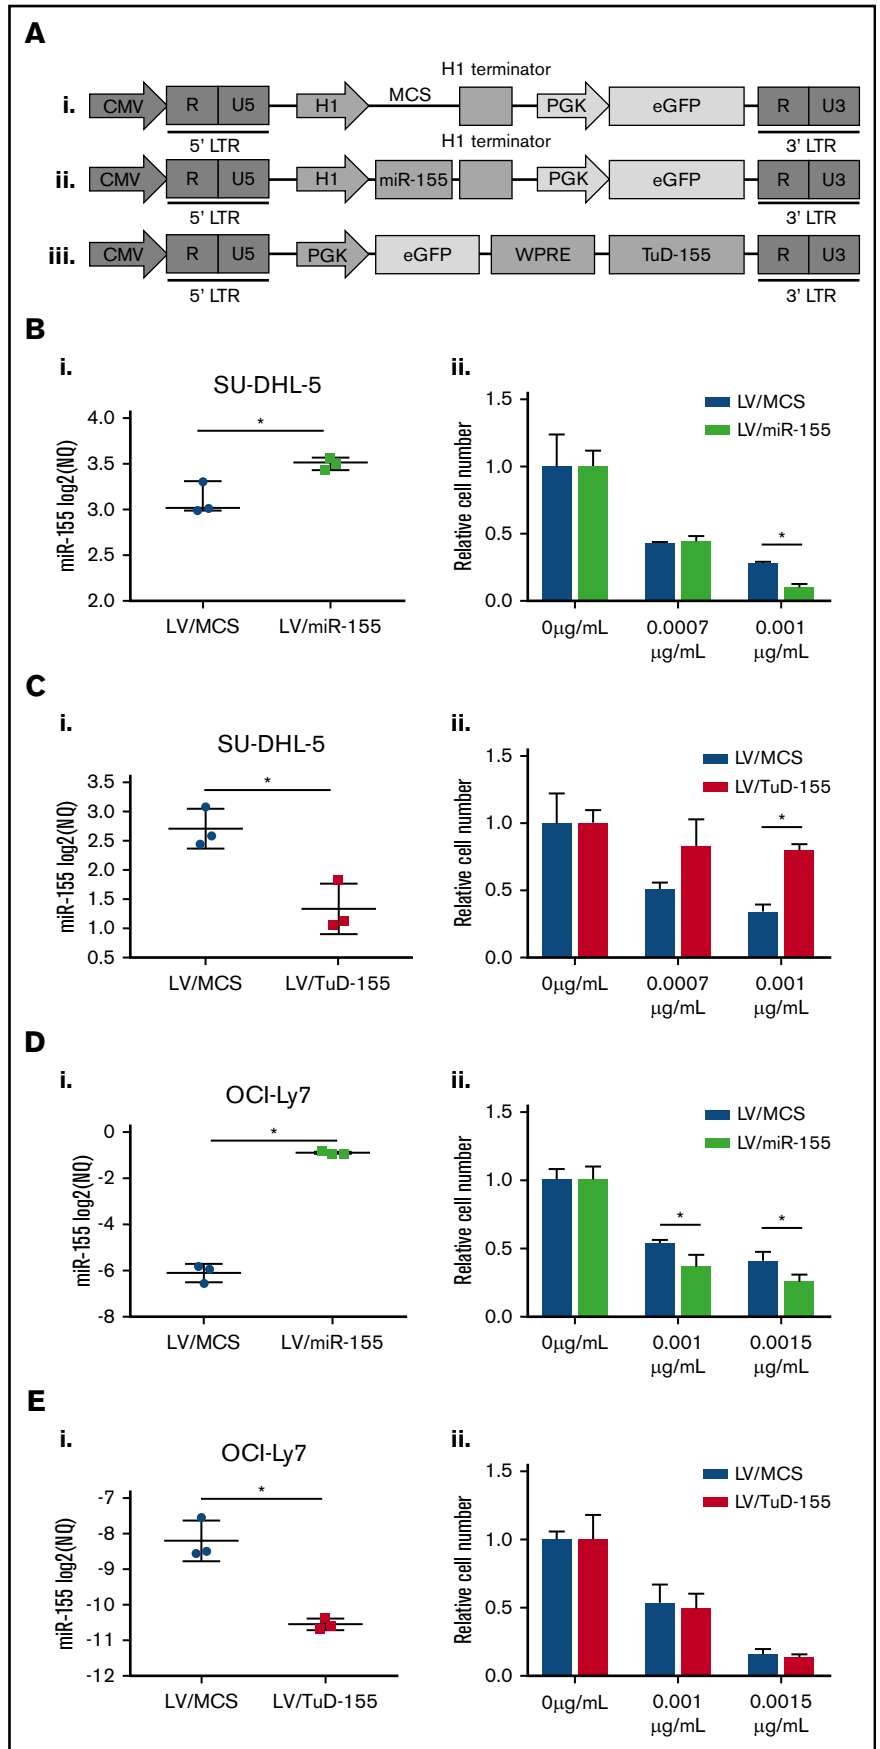 A
H1 terminator
i.
CMV R U5 H1 MCS PGK eGFP R U3
5' LTR 3' LTR
H1 terminator
ii.
CMV R U5 H1 miR-155 PGK eGFP R U3
5' LTR 3' LTR
iii.
CMV R U5 PGK eGFP WPRE TuD-155 R U3
5' LTR 3' LTR
B
i.
SU-DHL-5
miR-155 log2(NQ)
4.0
3.5
3.0
2.5
2.0
*
LV/MCS LV/miR-155
ii.
Relative cell number
1.5
1.0
0.5
0.0
LV/MCS
LV/miR-155
*
0μg/mL 0.0007 0.001
μg/mL μg/mL
C
i.
SU-DHL-5
miR-155 log2(NQ)
3.5
3.0
2.5
2.0
1.5
1.0
0.5
*
LV/MCS LV/TuD-155
ii.
Relative cell number
1.5
1.0
0.5
0.0
LV/MCS
LV/TuD-155
*
0μg/mL 0.0007 0.001
μg/mL μg/mL
D
i.
OCI-Ly7
miR-155 log2(NQ)
0
-2
-4
-6
-8
*
LV/MCS LV/miR-155
ii.
Relative cell number
1.5
1.0
0.5
0.0
LV/MCS
LV/miR-155
* *
0μg/mL 0.001 0.0015
μg/mL μg/mL
E
i.
OCI-Ly7
miR-155 log2(NQ)
-7
-8
-9
-10
-11
-12
*
LV/MCS LV/TuD-155
ii.
Relative cell number
1.5
1.0
0.5
0.0
LV/MCS
LV/TuD-155
0μg/mL 0.001 0.0015
μg/mL μg/mL